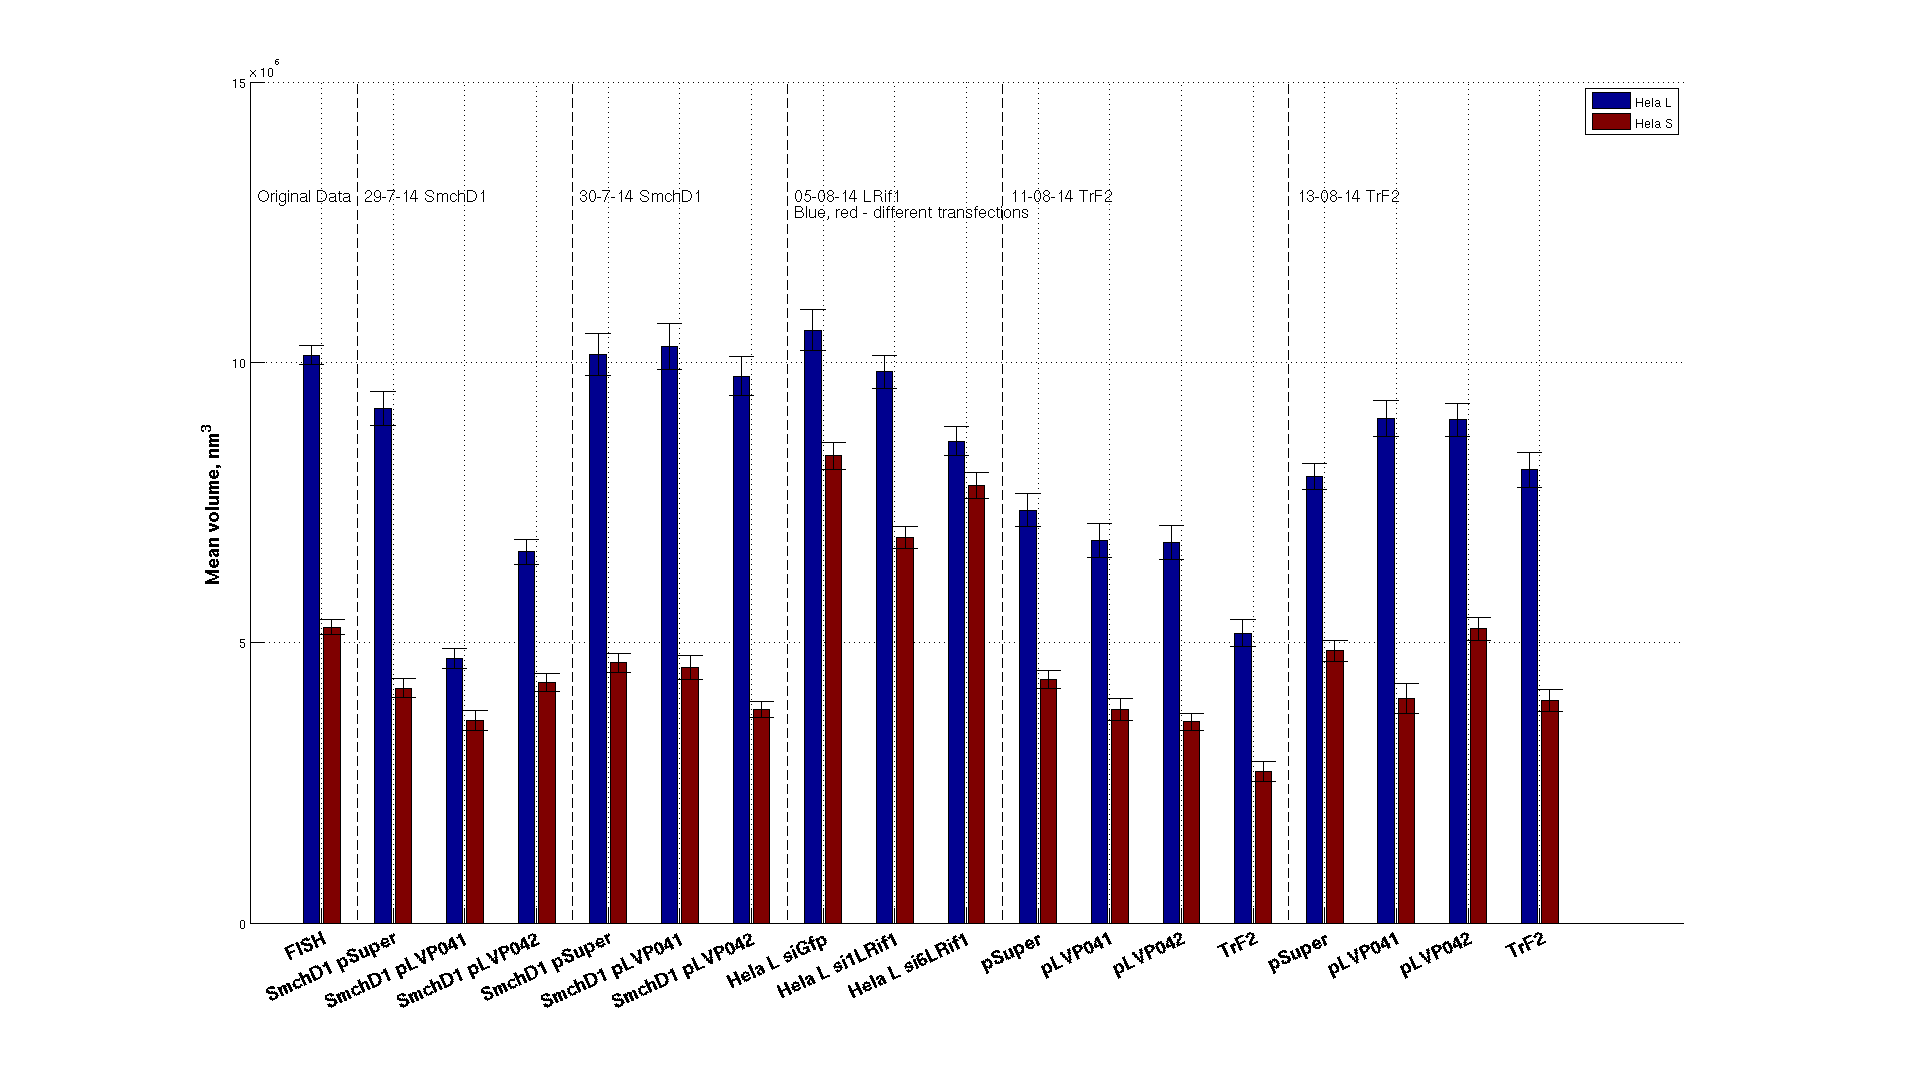 ×10⁶
15
10
5
0
Mean volume, nm³
Hela L
Hela S
Original Data
29-7-14 SmchD1
30-7-14 SmchD1
05-08-14 LRif1
Blue, red - different transfections
11-08-14 TrF2
13-08-14 TrF2
FISH
SmchD1 pSuper
SmchD1 pLVP041
SmchD1 pLVP042
SmchD1 pSuper
SmchD1 pLVP041
SmchD1 pLVP042
Hela L siGfp
Hela L si1LRif1
Hela L si6LRif1
pSuper
pLVP041
pLVP042
TrF2
pSuper
pLVP041
pLVP042
TrF2